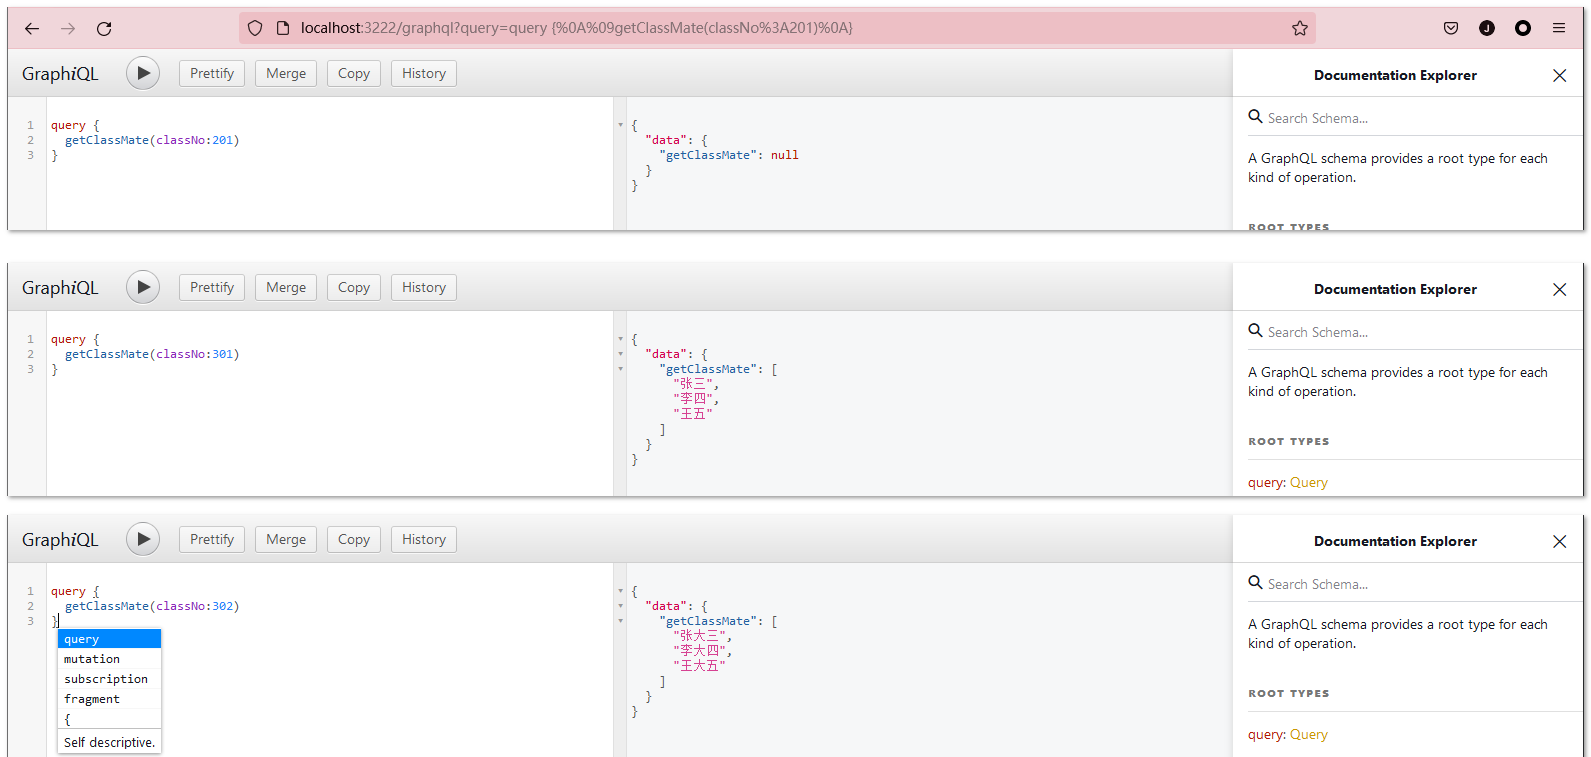 localhost:3222/graphql?query=query {%0A%09getClassMate(classNo%3A201)%0A}
GraphiQL Prettify Merge Copy History Documentation Explorer
Search Schema...
A GraphQL schema provides a root type for each
kind of operation.
ROOT TYPES
1 query {
2 getClassMate(classNo:201)
3 }
{
"data": {
"getClassMate": null
}
}
GraphiQL Prettify Merge Copy History Documentation Explorer
Search Schema...
A GraphQL schema provides a root type for each
kind of operation.
ROOT TYPES
query: Query
1 query {
2 getClassMate(classNo:301)
3 }
{
"data": {
"getClassMate": [
"张三",
"李四",
"王五"
]
}
}
GraphiQL Prettify Merge Copy History Documentation Explorer
Search Schema...
A GraphQL schema provides a root type for each
kind of operation.
ROOT TYPES
query: Query
1 query {
2 getClassMate(classNo:302)
3 }
query
mutation
subscription
fragment
{
Self descriptive.
{
"data": {
"getClassMate": [
"张大三",
"李大四",
"王大五"
]
}
}